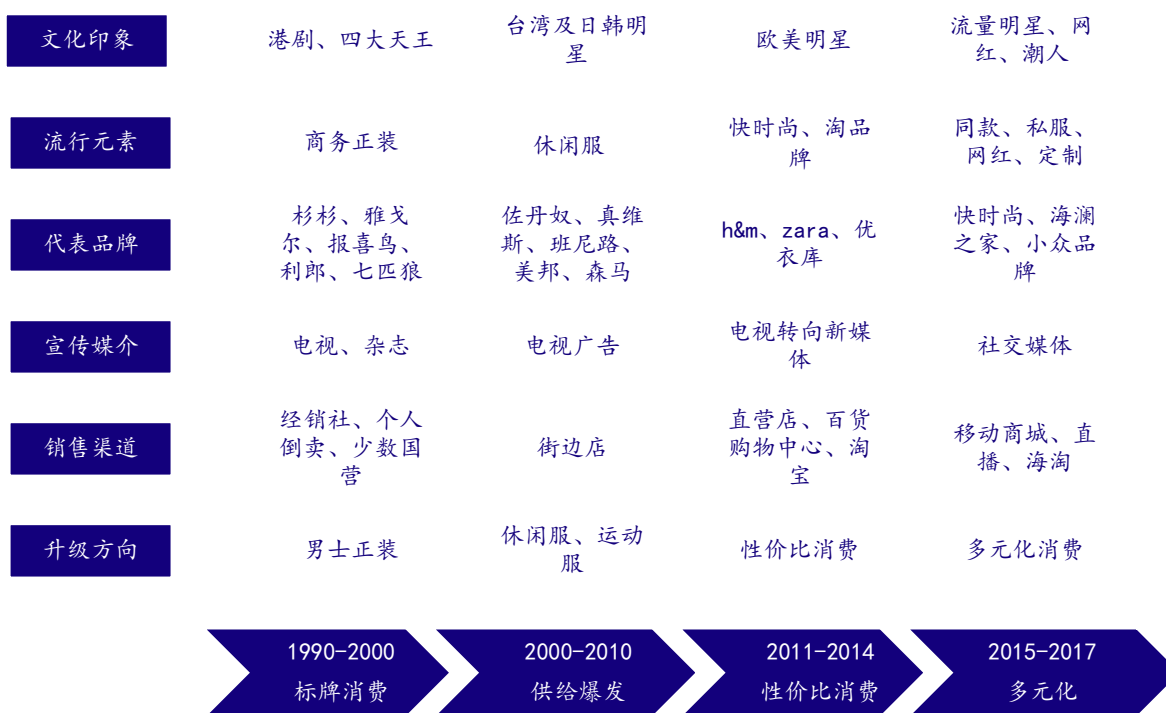 文化印象
港剧、四大天王
台湾及日韩明
星
欧美明星
流量明星、网
红、潮人
流行元素
商务正装
休闲服
快时尚、淘品
牌
同款、私服、
网红、定制
代表品牌
杉杉、雅戈
尔、报喜鸟、
利郎、七匹狼
佐丹奴、真维
斯、班尼路、
美邦、森马
h&m、zara、优
衣库
快时尚、海澜
之家、小众品
牌
宣传媒介
电视、杂志
电视广告
电视转向新媒
体
社交媒体
销售渠道
经销社、个人
倒卖、少数国
营
街边店
直营店、百货
购物中心、淘
宝
移动商城、直
播、海淘
升级方向
男士正装
休闲服、运动
服
性价比消费
多元化消费
1990-2000
标牌消费
2000-2010
供给爆发
2011-2014
性价比消费
2015-2017
多元化